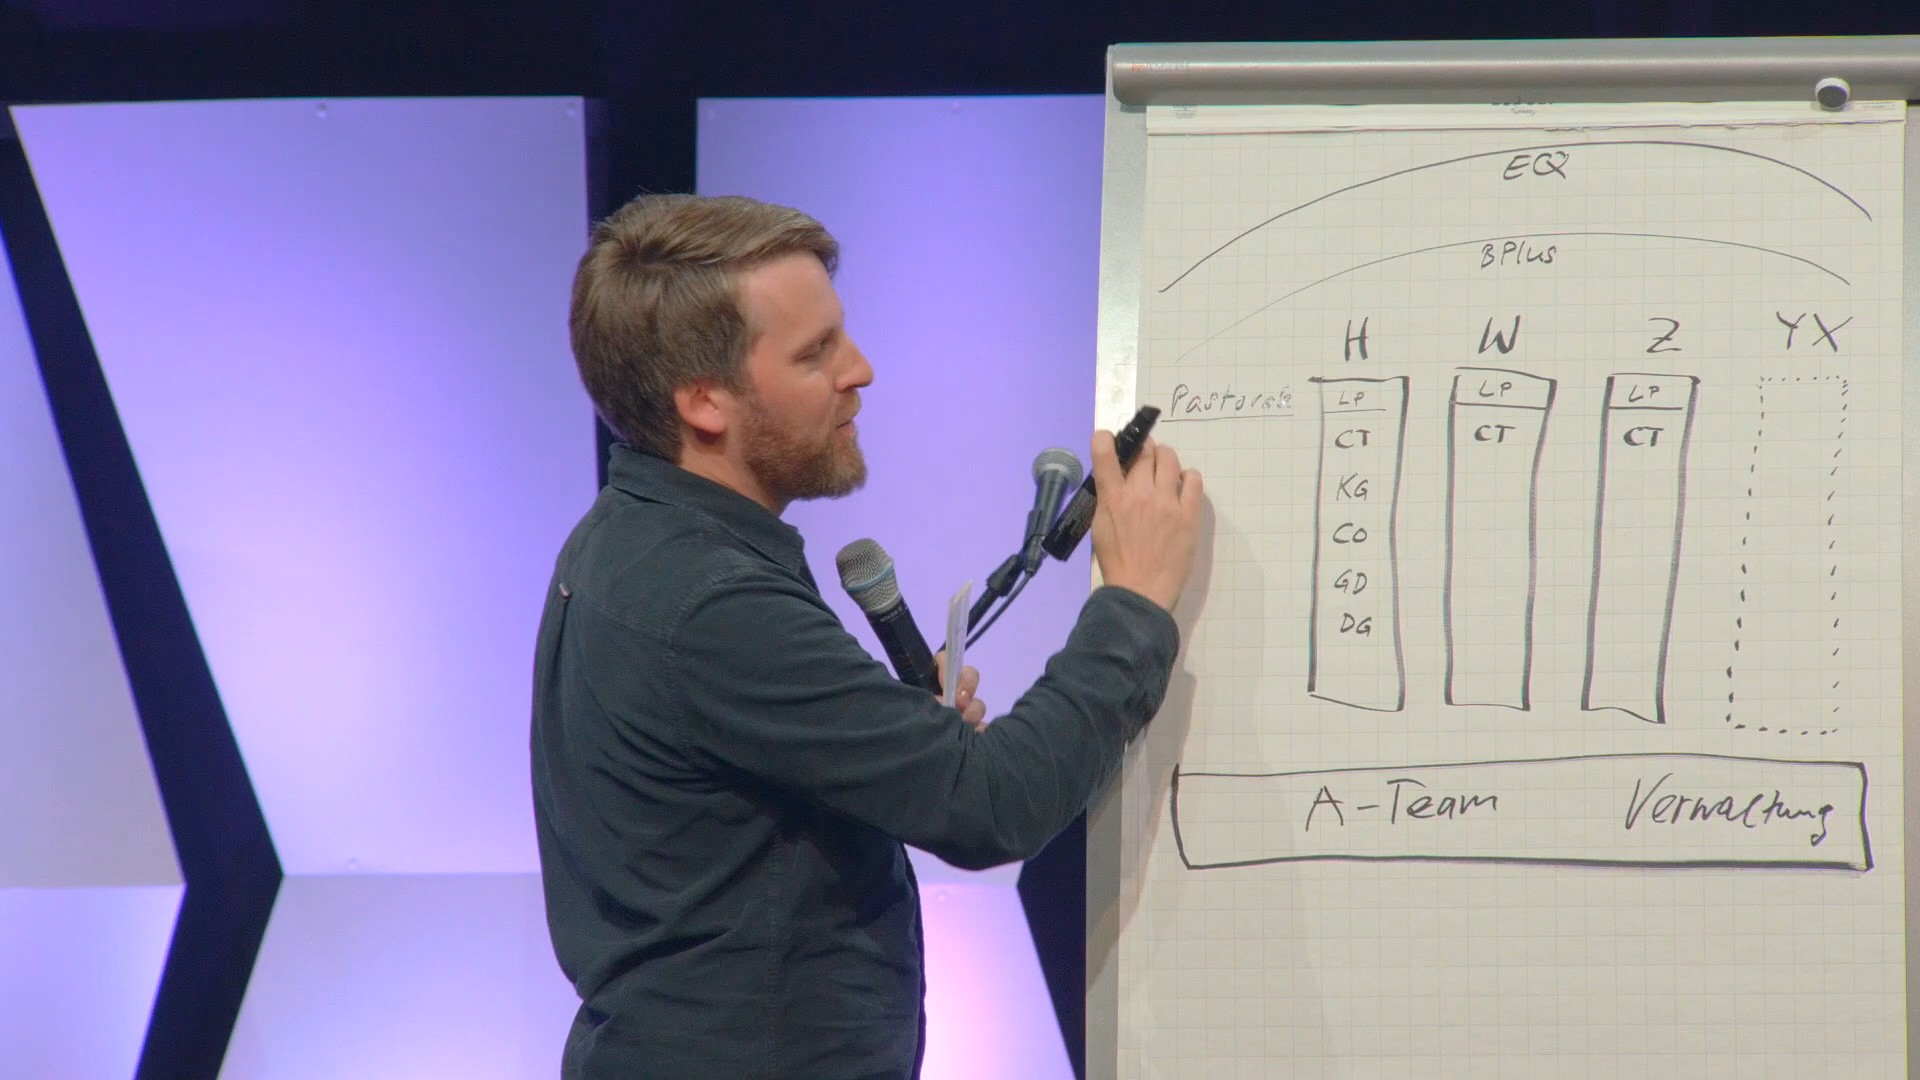 EQ
BPlus
H W Z YX
Pastorale LP LP LP
CT CT CT
KG
CO
GD
DG
A-Team Verwaltung